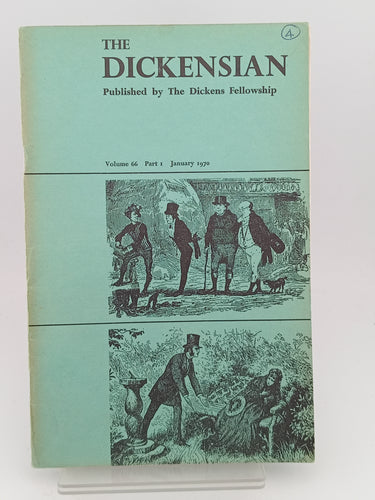 4
THE
DICKENSIAN
Published by The Dickens Fellowship
Volume 66 Part 1 January 1970